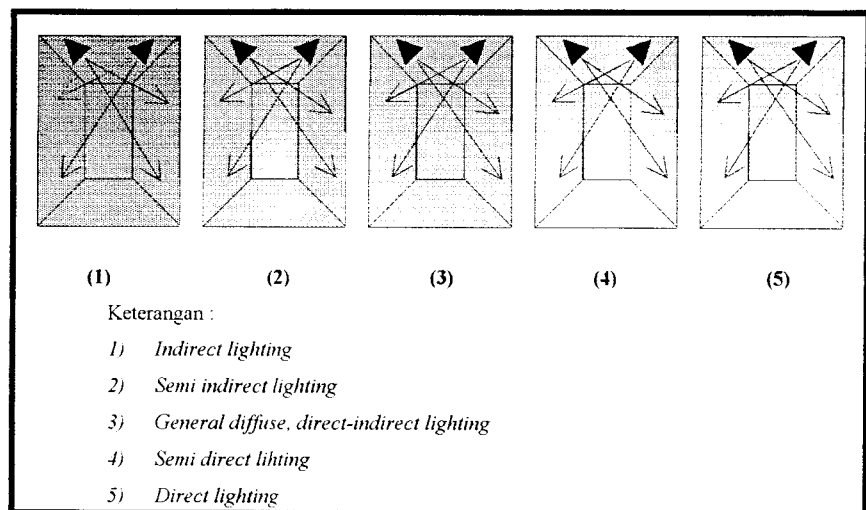 (1) (2) (3) (4) (5)
Keterangan :
1) Indirect lighting
2) Semi indirect lighting
3) General diffuse, direct-indirect lighting
4) Semi direct lihting
5) Direct lighting